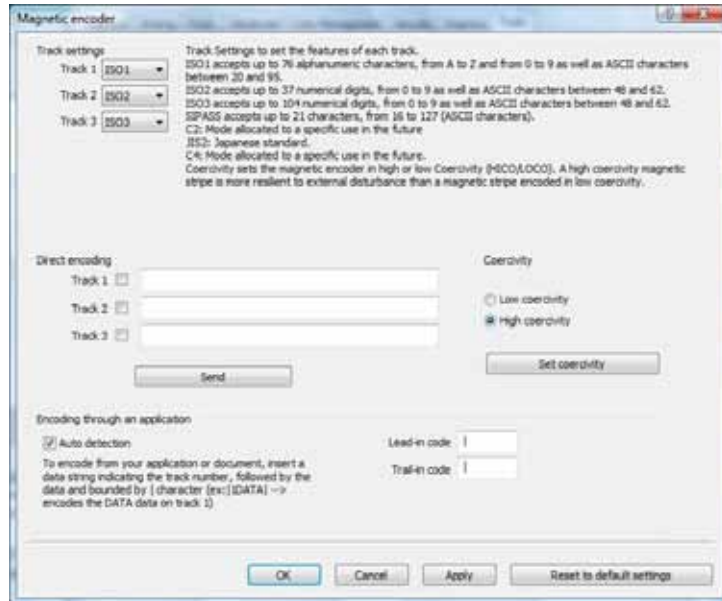 Magnetic encoder
Track settings
Track 1 ISO1
Track 2 ISO2
Track 3 ISO3
Track Settings to set the features of each track.
ISO1 accepts up to 76 alphanumeric characters, from A to Z and from 0 to 9 as well as ASCII characters
between 20 and 95.
ISO2 accepts up to 37 numerical digits, from 0 to 9 as well as ASCII characters between 48 and 62.
ISO3 accepts up to 104 numerical digits, from 0 to 9 as well as ASCII characters between 48 and 62.
SIPASS accepts up to 21 characters, from 16 to 127 (ASCII characters).
C2: Mode allocated to a specific use in the future
JIS2: Japanese standard.
C4: Mode allocated to a specific use in the future.
Coercivity sets the magnetic encoder in high or low Coercivity (HICO/LOCO). A high coercivity magnetic
stripe is more resilient to external disturbance than a magnetic stripe encoded in low coercivity.
Direct encoding
Track 1
Track 2
Track 3
Send
Coercivity
Low coercivity
High coercivity
Set coercivity
Encoding through an application
Auto detection
To encode from your application or document, insert a
data string indicating the track number, followed by the
data and bounded by | character (ex:|1DATA| -->
encodes the DATA data on track 1)
Lead-in code |
Trail-in code |
OK Cancel Apply Reset to default settings